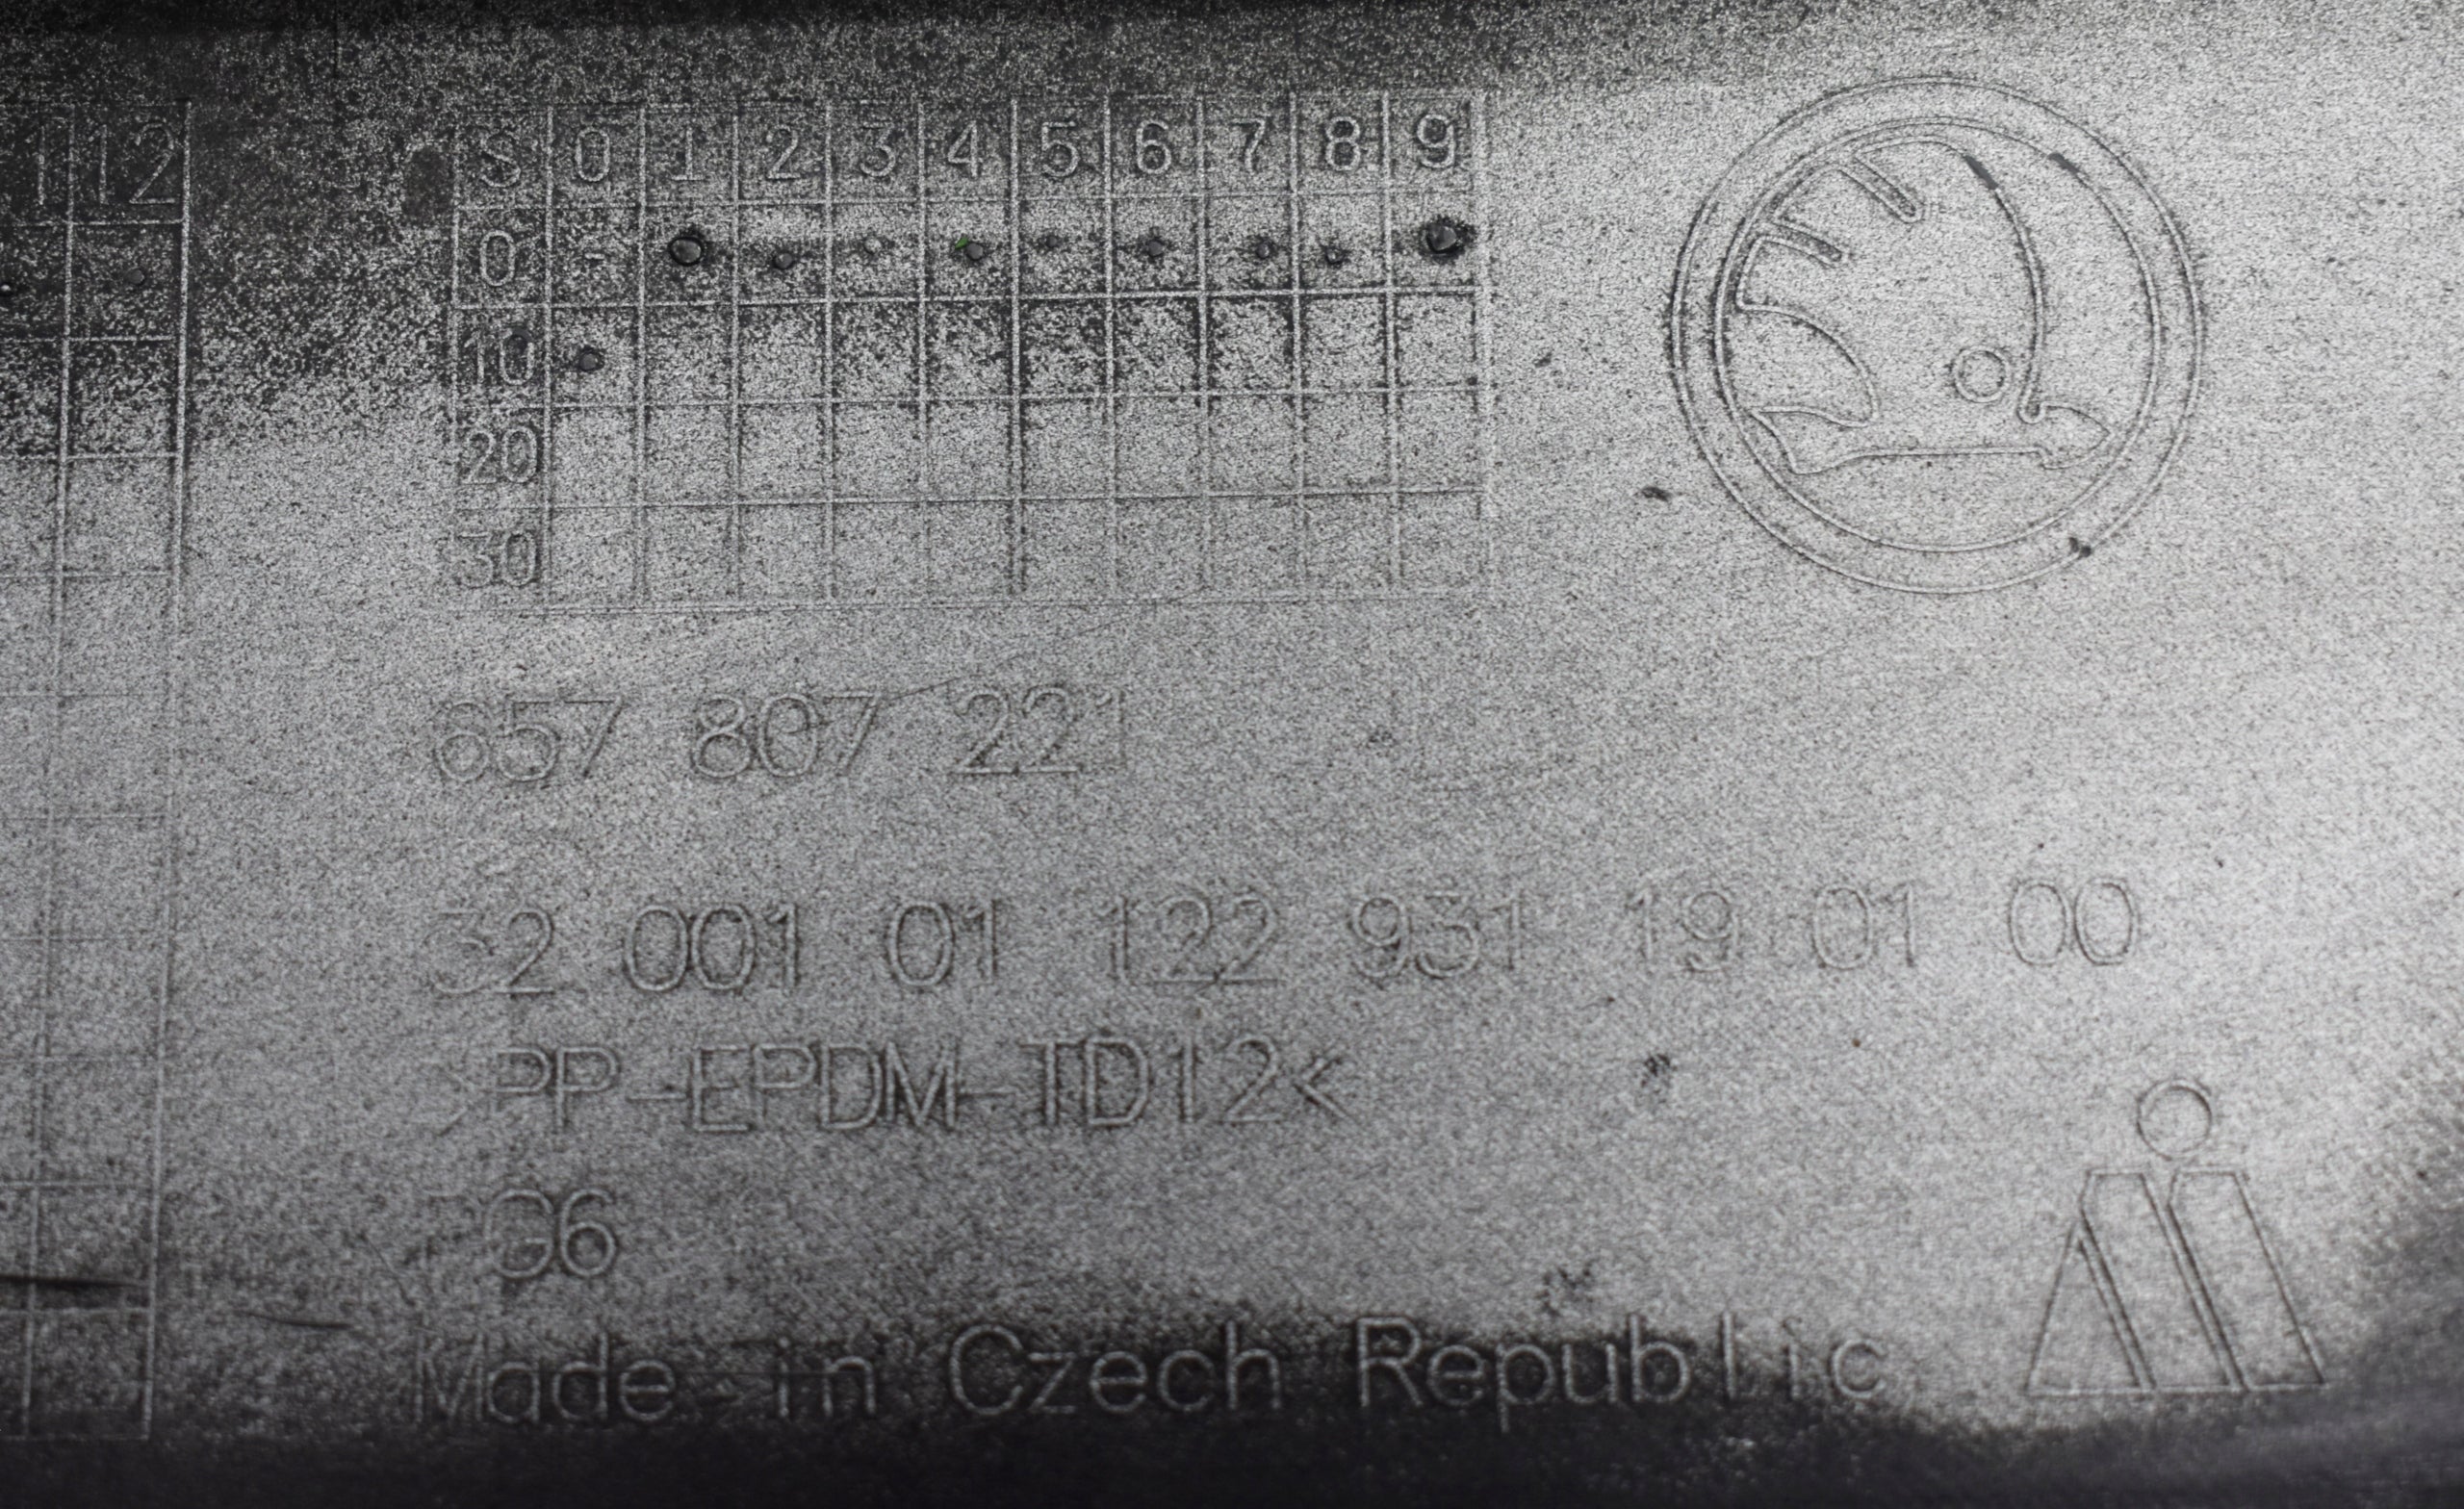 12
S 0 1 2 3 4 5 6 7 8 9
0 -
10
20
30
657 807 221
32 001 01 122 931 19 01 00
>PP-EPDM-TD12<
PG6
Made in Czech Republic